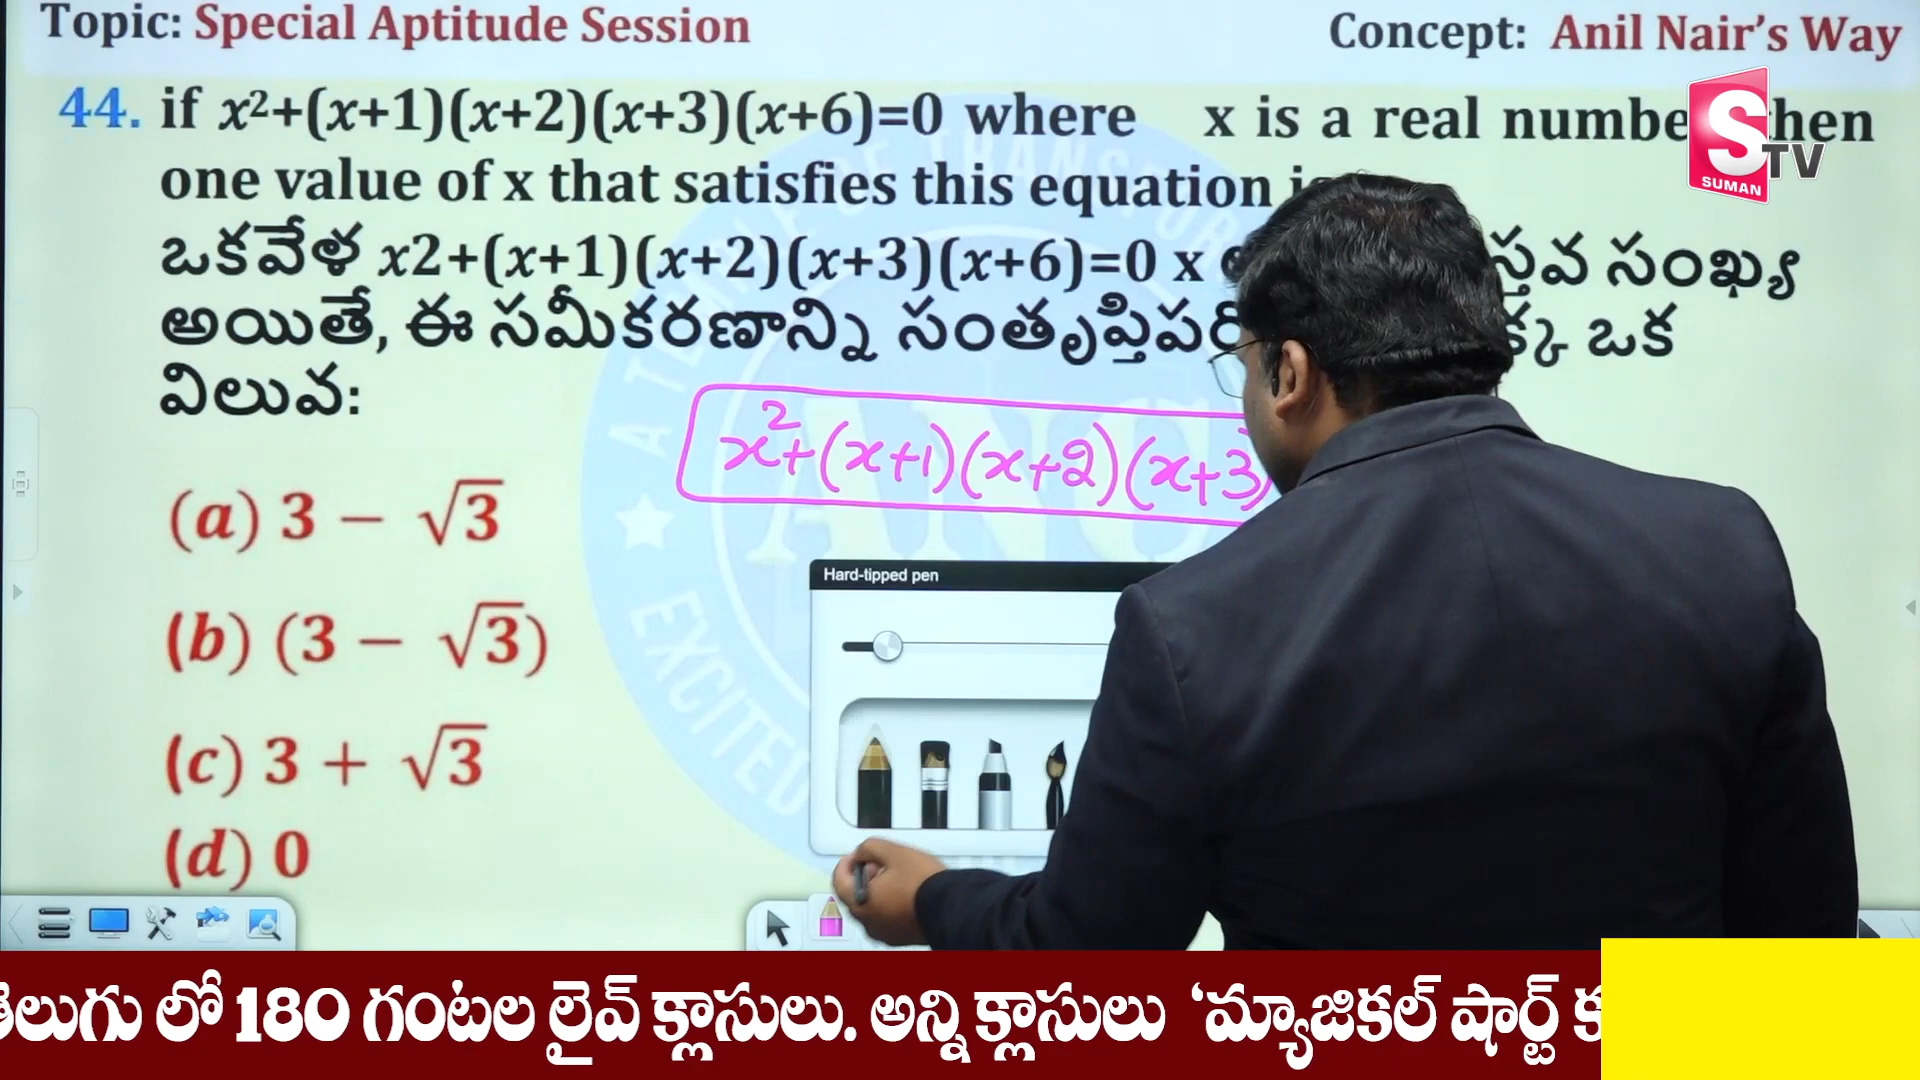 Topic: Special Aptitude Session
Concept: Anil Nair's Way
STV
SUMAN
44. if x²+(x+1)(x+2)(x+3)(x+6)=0 where x is a real numbe hen
one value of x that satisfies this equation
ఒకవేళ x2+(x+1)(x+2)(x+3)(x+6)=0 x స్తవ సంఖ్య
అయితే, ఈ సమీకరణాన్ని సంతృప్తిపరి క్క ఒక
విలువ:
x²+(x+1)(x+2)(x+3)
(a) 3 − √3
(b) (3 − √3)
(c) 3 + √3
(d) 0
Hard-tipped pen
EXCITED
తెలుగు లో 180 గంటల లైవ్ క్లాసులు. అన్ని క్లాసులు ‘మ్యాజికల్ షార్ట్ క